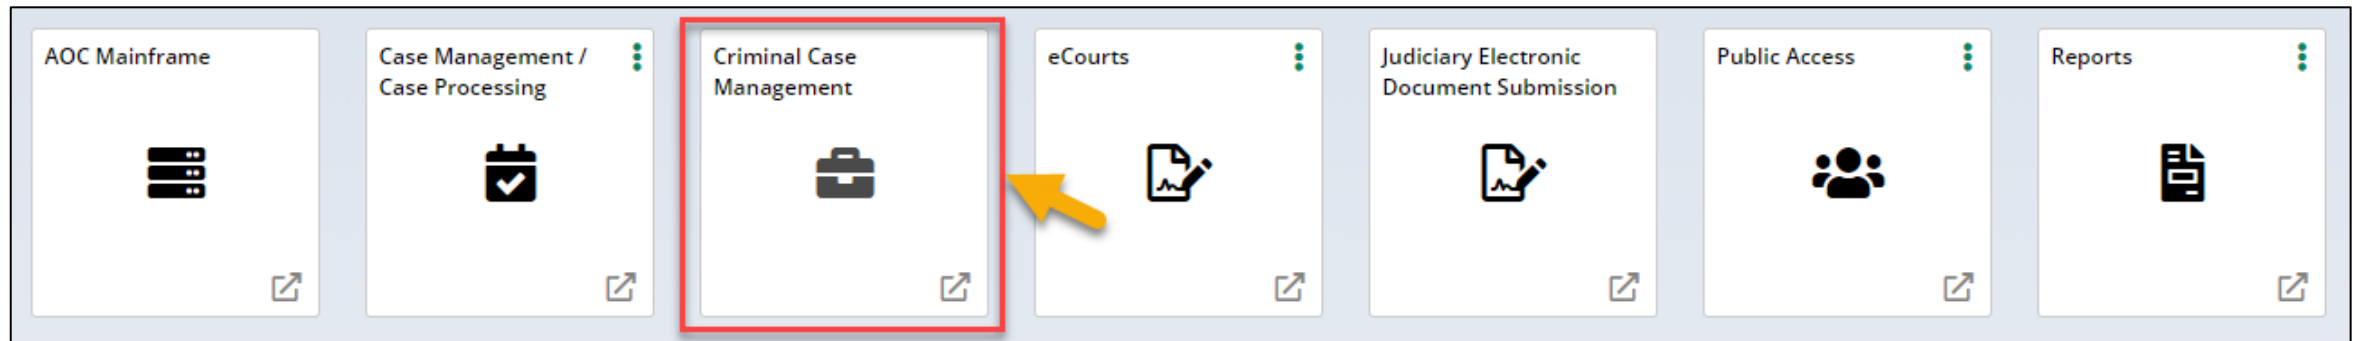 AOC Mainframe
Case Management /
Case Processing
Criminal Case
Management
eCourts
Judiciary Electronic
Document Submission
Public Access
Reports